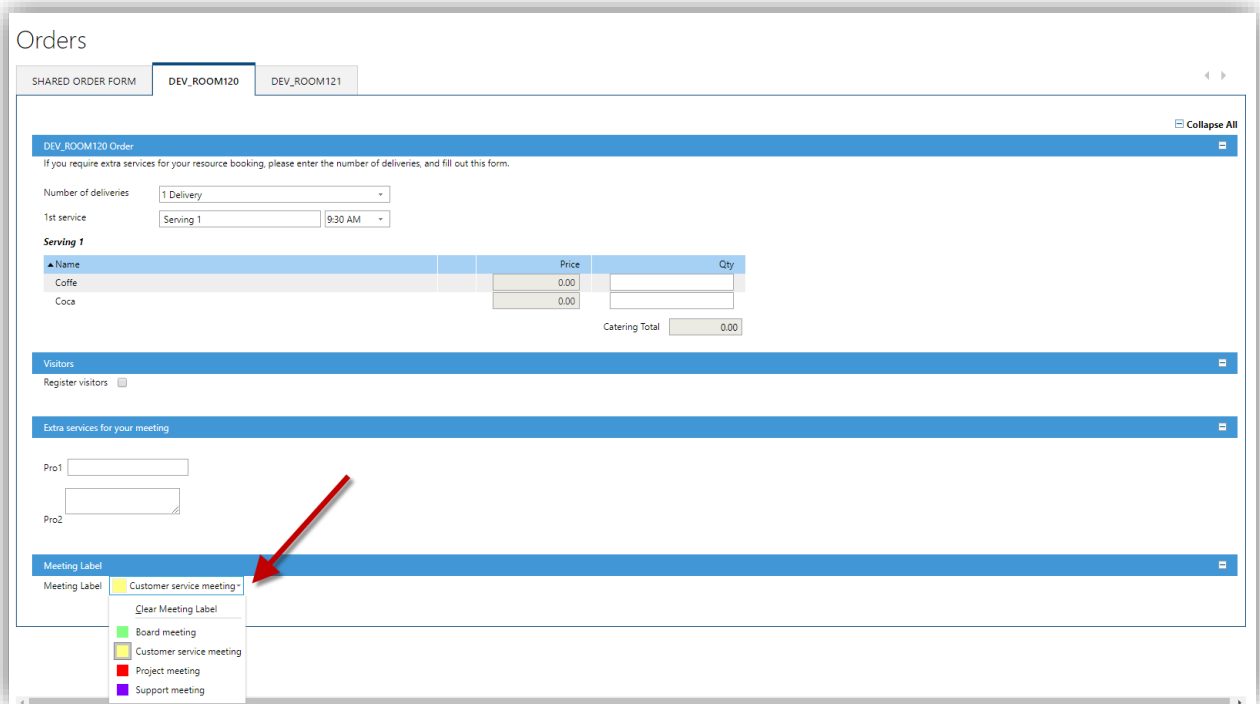 Orders
SHARED ORDER FORM DEV_ROOM120 DEV_ROOM121
Collapse All
DEV_ROOM120 Order
If you require extra services for your resource booking, please enter the number of deliveries, and fill out this form.
Number of deliveries 1 Delivery
1st service Serving 1 9:30 AM
Serving 1
Name Price Qty
Coffe 0.00
Coca 0.00
Catering Total 0.00
Visitors
Register visitors
Extra services for your meeting
Pro1
Pro2
Meeting Label
Meeting Label Customer service meeting
Clear Meeting Label
Board meeting
Customer service meeting
Project meeting
Support meeting